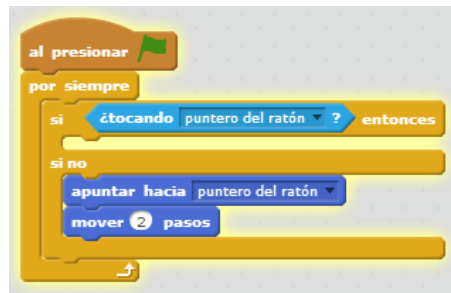 al presionar
por siempre
si ¿tocando puntero del ratón ? entonces
si no
apuntar hacia puntero del ratón
mover 2 pasos